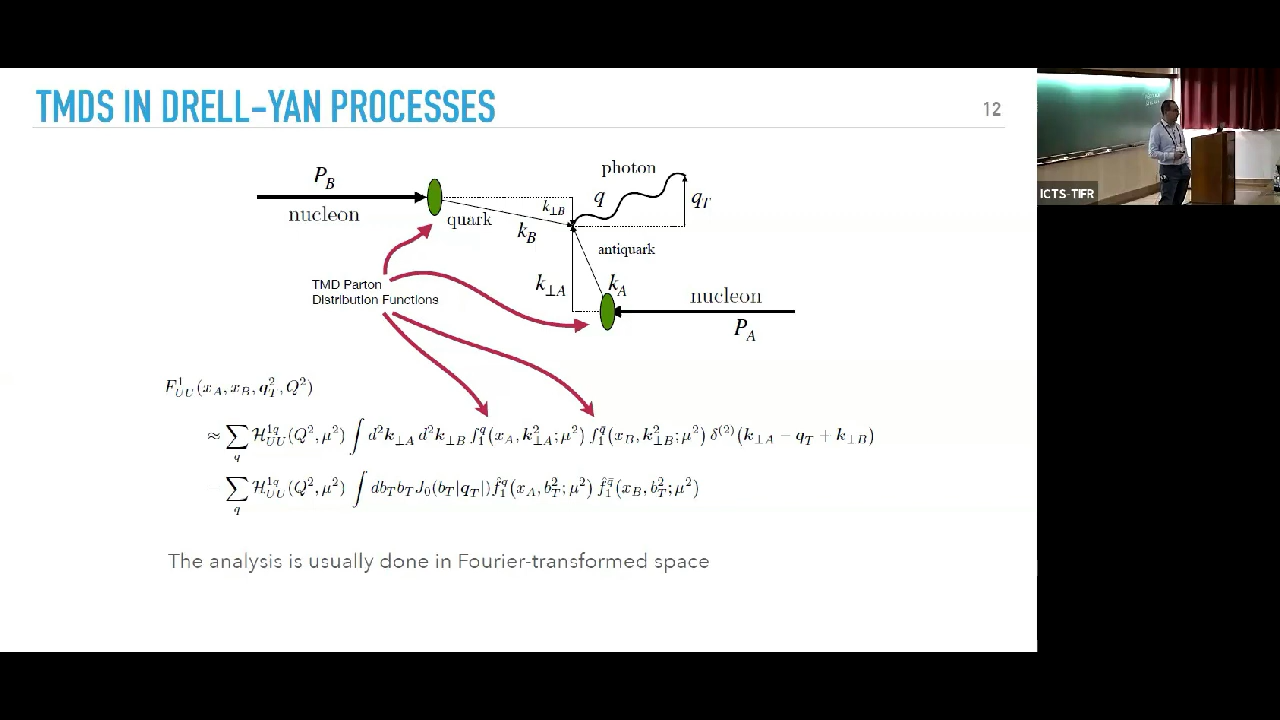 TMDS IN DRELL-YAN PROCESSES
12
ICTS-TIFR
photon
P_B
nucleon
quark
k_{⊥B}
k_B
q
q_T
antiquark
k_{⊥A}
k_A
nucleon
P_A
TMD Parton
Distribution Functions
F^1_{UU}(x_A, x_B, q_T^2, Q^2)
≈ ∑_q H^{1q}_{UU}(Q^2, μ^2) ∫ d^2k_{⊥A} d^2k_{⊥B} f_1^q(x_A, k_{⊥A}^2; μ^2) f_1^{q̄}(x_B, k_{⊥B}^2; μ^2) δ^{(2)}(k_{⊥A} − q_T + k_{⊥B})
∑_q H^{1q}_{UU}(Q^2, μ^2) ∫ db_T b_T J_0(b_T|q_T|) f̂_1^q(x_A, b_T^2; μ^2) f̂_1^{q̄}(x_B, b_T^2; μ^2)
The analysis is usually done in Fourier-transformed space